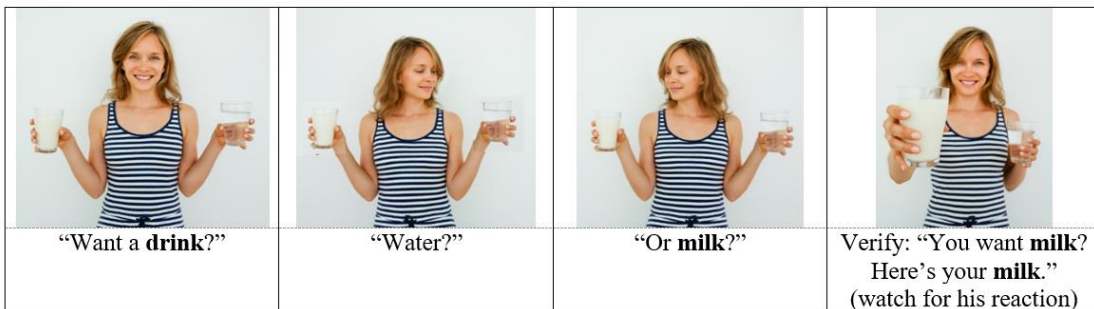 “Want a drink?”
“Water?”
“Or milk?”
Verify: “You want milk?
Here’s your milk.”
(watch for his reaction)